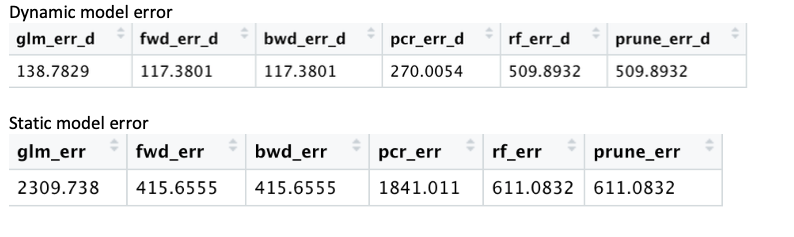 Dynamic model error
glm_err_d fwd_err_d bwd_err_d pcr_err_d rf_err_d prune_err_d
138.7829 117.3801 117.3801 270.0054 509.8932 509.8932
Static model error
glm_err fwd_err bwd_err pcr_err rf_err prune_err
2309.738 415.6555 415.6555 1841.011 611.0832 611.0832